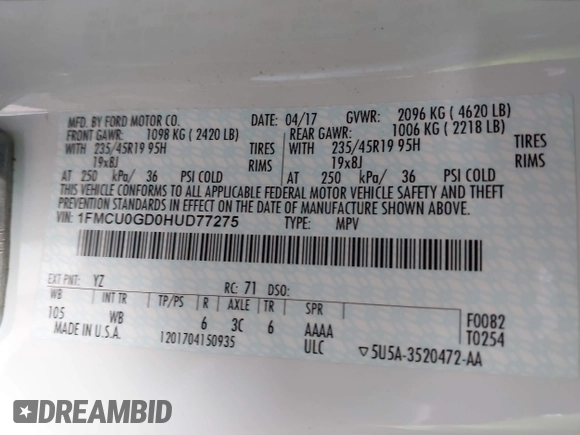 MFD. BY FORD MOTOR CO.
DATE: 04/17 GVWR: 2096 KG ( 4620 LB)
FRONT GAWR: 1098 KG ( 2420 LB) REAR GAWR: 1006 KG ( 2218 LB)
WITH 235/45R19 95H TIRES WITH 235/45R19 95H TIRES
19x8J RIMS 19x8J RIMS
AT 250 kPa/ 36 PSI COLD AT 250 kPa/ 36 PSI COLD
THIS VEHICLE CONFORMS TO ALL APPLICABLE FEDERAL MOTOR VEHICLE SAFETY AND THEFT
PREVENTION STANDARDS IN EFFECT ON THE DATE OF MANUFACTURE SHOWN ABOVE.
VIN: 1FMCU0GD0HUD77275 TYPE: MPV
EXT PNT: YZ RC: 71 DSO:
WB INT TR TP/PS R AXLE TR SPR
105 WB 6 3C 6 AAAA F0082
MADE IN U.S.A. 1201704150935 ULC T0254
▽5U5A-3520472-AA
DREAMBID